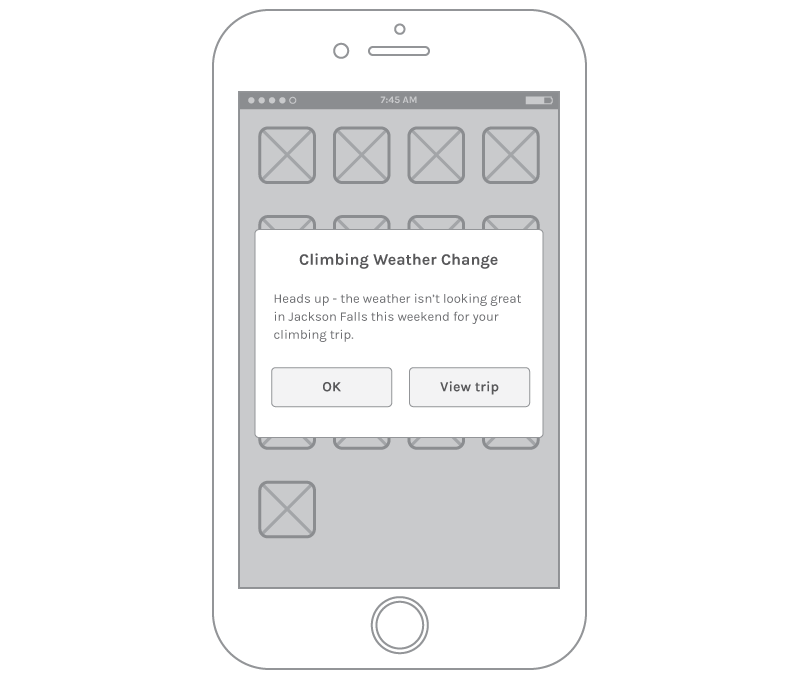 7:45 AM
Climbing Weather Change
Heads up - the weather isn't looking great
in Jackson Falls this weekend for your
climbing trip.
OK
View trip